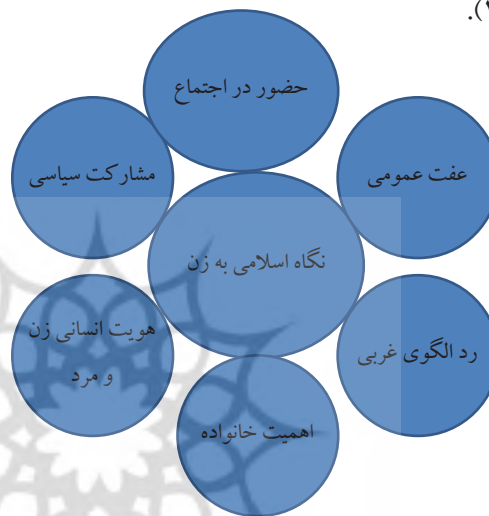 .(
حضور در اجتماع
عفت عمومی
مشارکت سیاسی
نگاه اسلامی به زن
رد الگوی غربی
هویت انسانی زن
و مرد
اهمیت خانواده